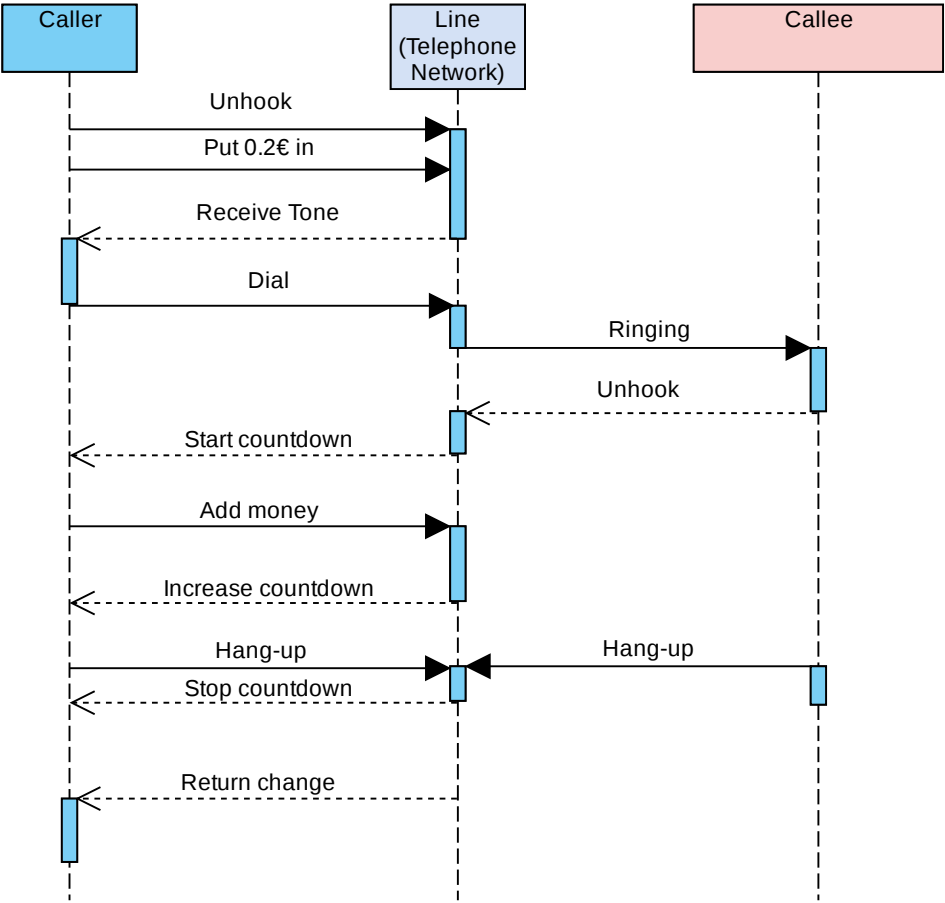 Caller
Line
(Telephone
Network)
Callee
Unhook
Put 0.2€ in
Receive Tone
Dial
Ringing
Unhook
Start countdown
Add money
Increase countdown
Hang-up
Hang-up
Stop countdown
Return change